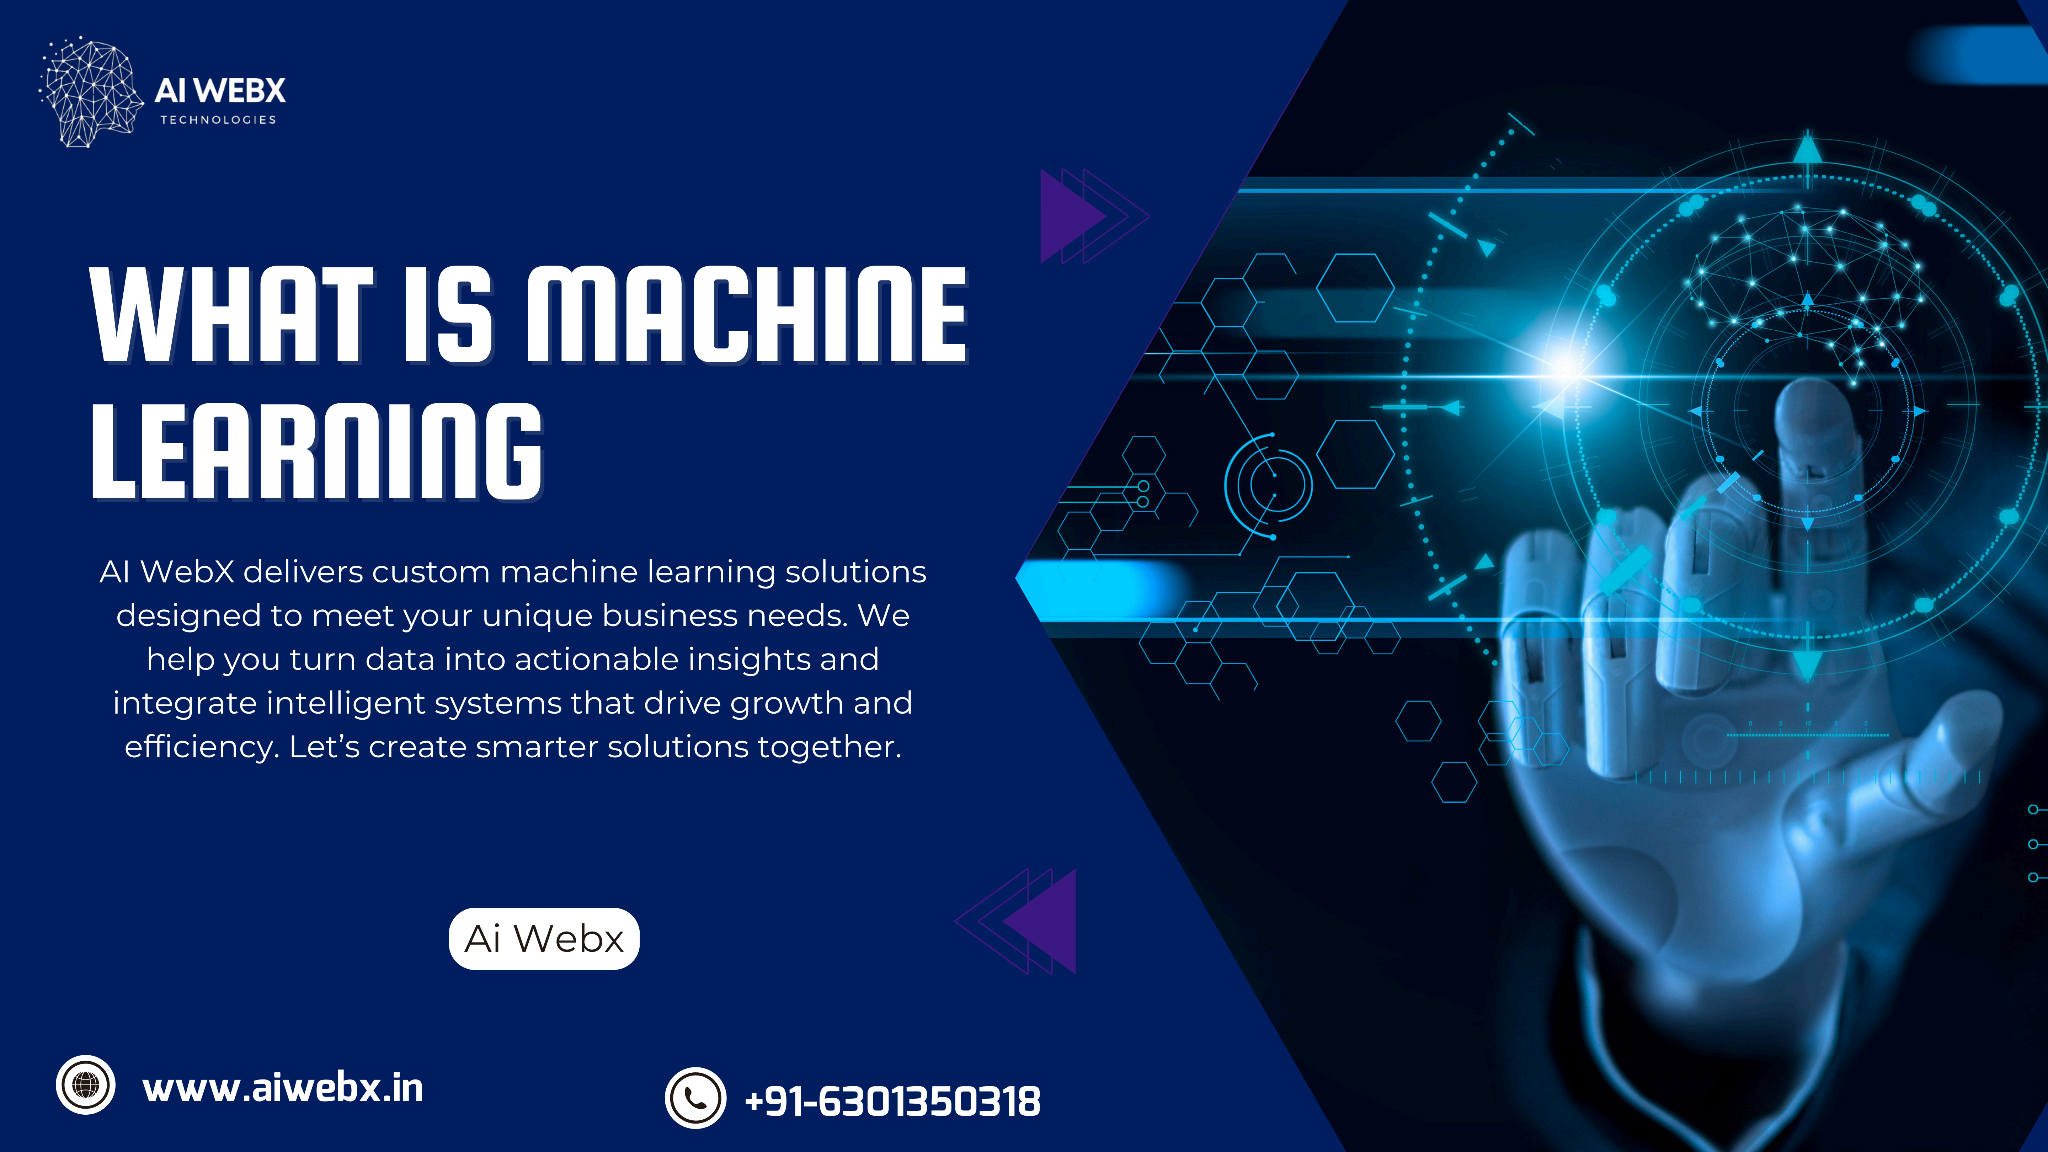 AI WEBX
TECHNOLOGIES
WHAT IS MACHINE
LEARNING
AI WebX delivers custom machine learning solutions
designed to meet your unique business needs. We
help you turn data into actionable insights and
integrate intelligent systems that drive growth and
efficiency. Let’s create smarter solutions together.
Ai Webx
www.aiwebx.in
+91-6301350318